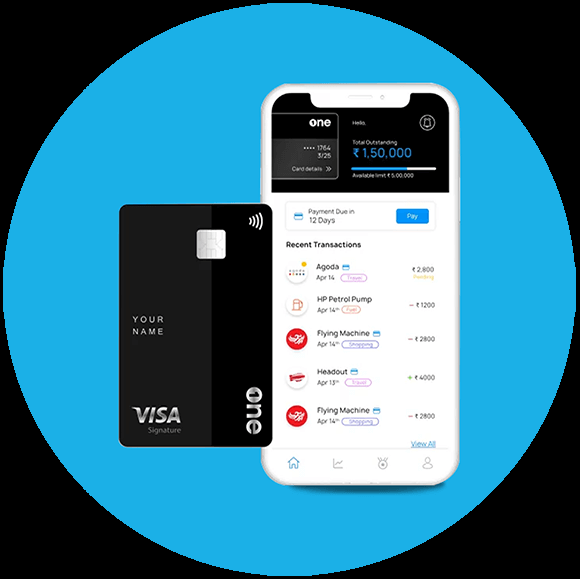 YOUR
NAME
VISA
Signature
one
one
•••• 1764
3/25
Card details >>
Hello,
Total Outstanding
₹ 1,50,000
Available limit ₹ 5,00,000
Payment Due in
12 Days
Pay
Recent Transactions
Agoda
Apr 14 Travel
₹ 2,800
Pending
HP Petrol Pump
Apr 14th Fuel
− ₹ 1200
Flying Machine
Apr 14th Shopping
− ₹ 2800
Headout
Apr 13th Travel
+ ₹ 4000
Flying Machine
Apr 14th Shopping
− ₹ 2800
View All